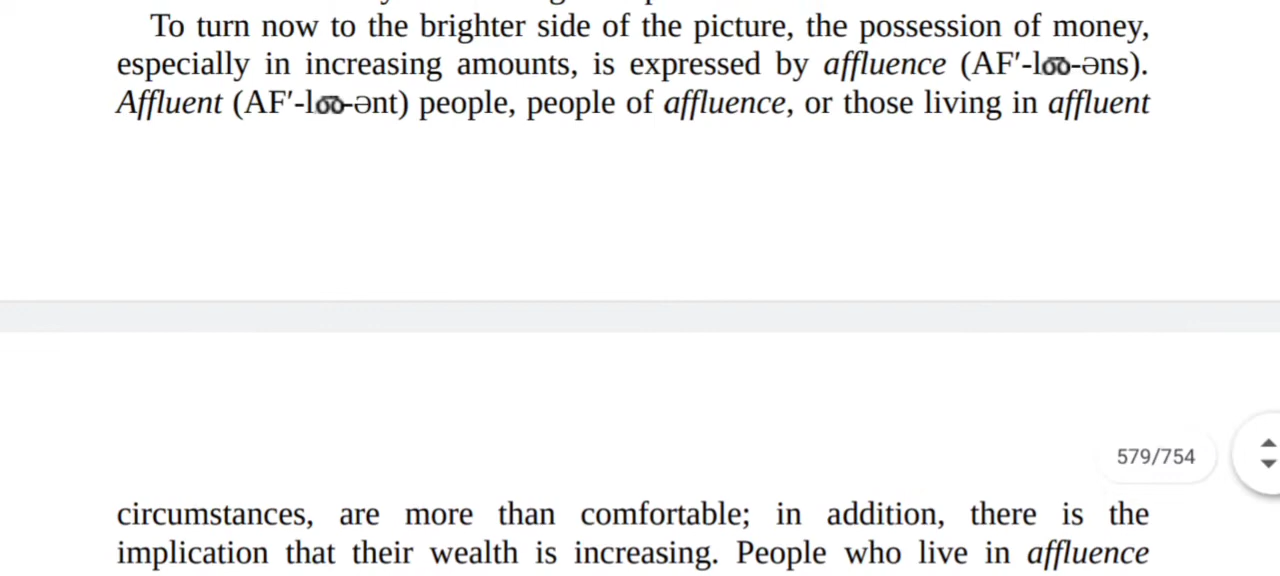 To turn now to the brighter side of the picture, the possession of money,
especially in increasing amounts, is expressed by affluence (AF′-lo͝o-əns).
Affluent (AF′-lo͝o-ənt) people, people of affluence, or those living in affluent
579/754
circumstances, are more than comfortable; in addition, there is the
implication that their wealth is increasing. People who live in affluence